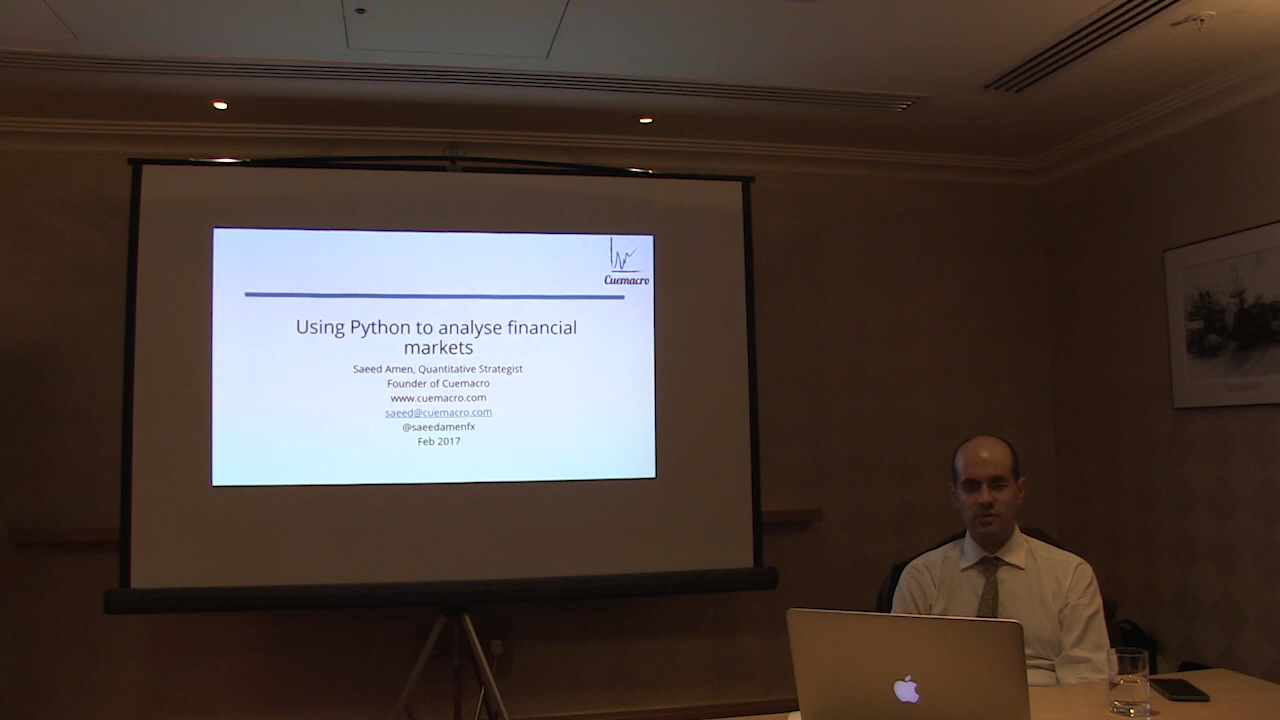 Cuemacro
Using Python to analyse financial
markets
Saeed Amen, Quantitative Strategist
Founder of Cuemacro
www.cuemacro.com
saeed@cuemacro.com
@saeedamenfx
Feb 2017